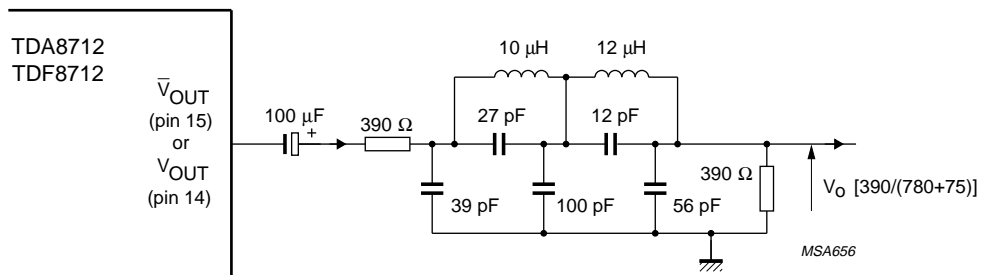 TDA8712
TDF8712
V̅OUT
(pin 15)
or
VOUT
(pin 14)
100 µF
+
390 Ω
10 µH
12 µH
27 pF
12 pF
39 pF
100 pF
56 pF
390 Ω
Vo [390/(780+75)]
MSA656